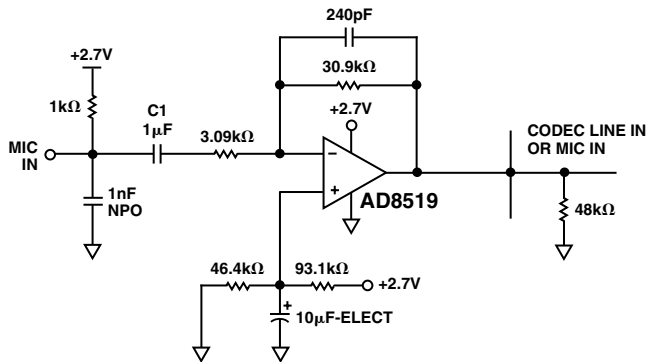 240pF
+2.7V
30.9kΩ
1kΩ
C1
1μF
3.09kΩ
+2.7V
MIC
IN
CODEC LINE IN
OR MIC IN
−
+
AD8519
1nF
NPO
48kΩ
46.4kΩ
93.1kΩ
+2.7V
+
10μF-ELECT